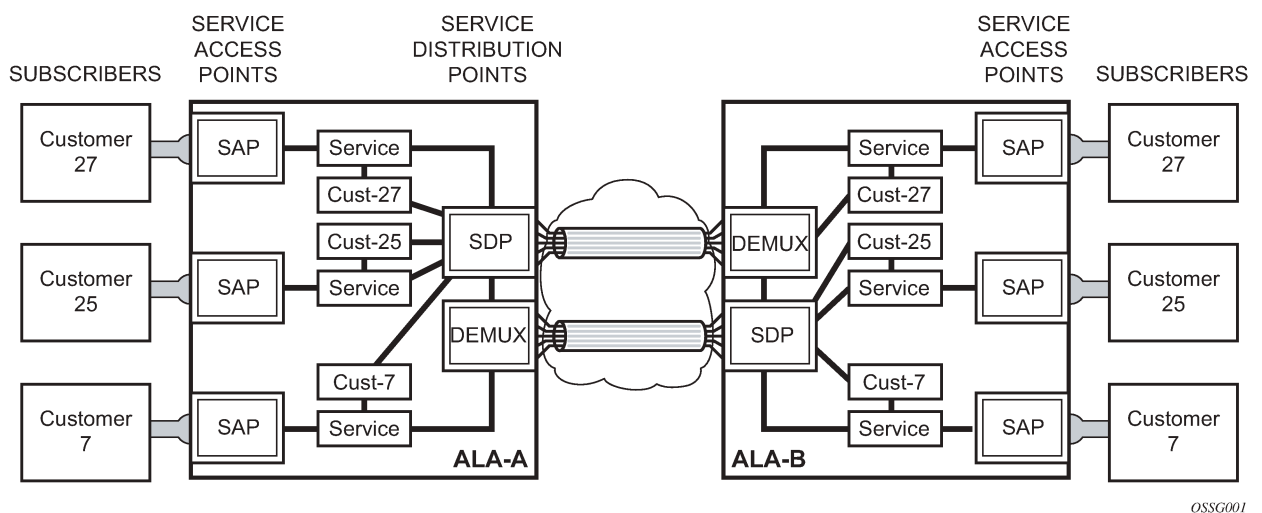 SERVICE
ACCESS
POINTS
SERVICE
DISTRIBUTION
POINTS
SERVICE
ACCESS
POINTS
SUBSCRIBERS
SUBSCRIBERS
Customer
27
SAP
Service
Cust-27
Customer
25
SAP
Cust-25
Service
Customer
7
SAP
Cust-7
Service
SDP
DEMUX
ALA-A
DEMUX
SDP
ALA-B
Service
Cust-27
SAP
Customer
27
Cust-25
Service
SAP
Customer
25
Cust-7
Service
SAP
Customer
7
OSSG001